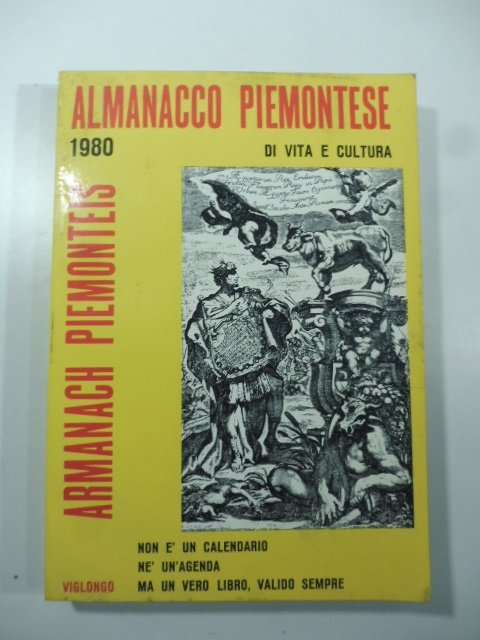 ALMANACCO PIEMONTESE
1980
DI VITA E CULTURA
ARMANACH PIEMONTEIS
NON E' UN CALENDARIO
NE' UN'AGENDA
VIGLONGO
MA UN VERO LIBRO, VALIDO SEMPRE